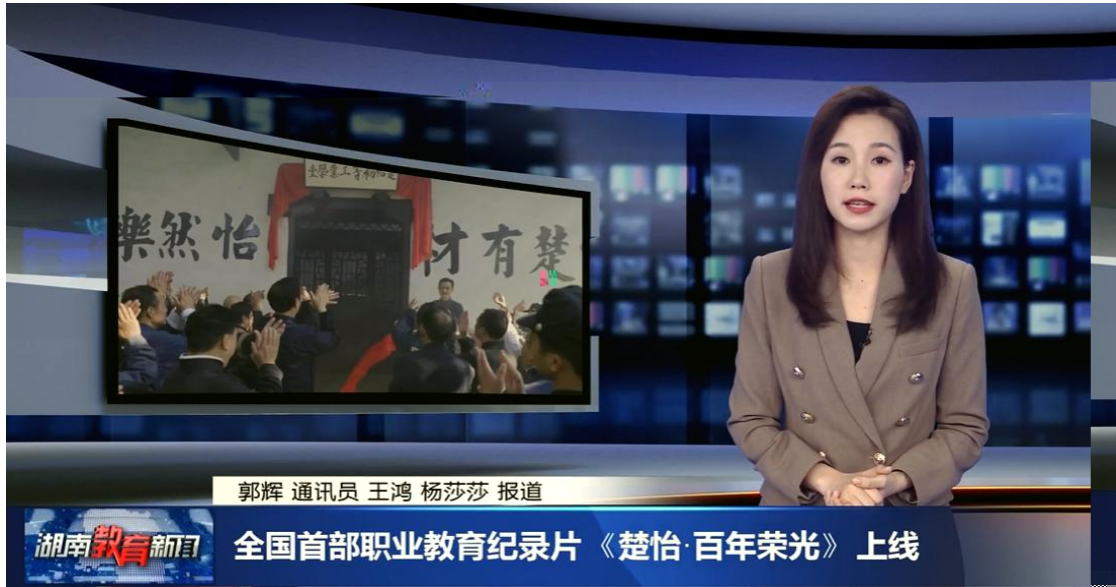 樂然怡
才有楚
郭辉 通讯员 王鸿 杨莎莎 报道
湖南教育新闻
全国首部职业教育纪录片《楚怡·百年荣光》上线